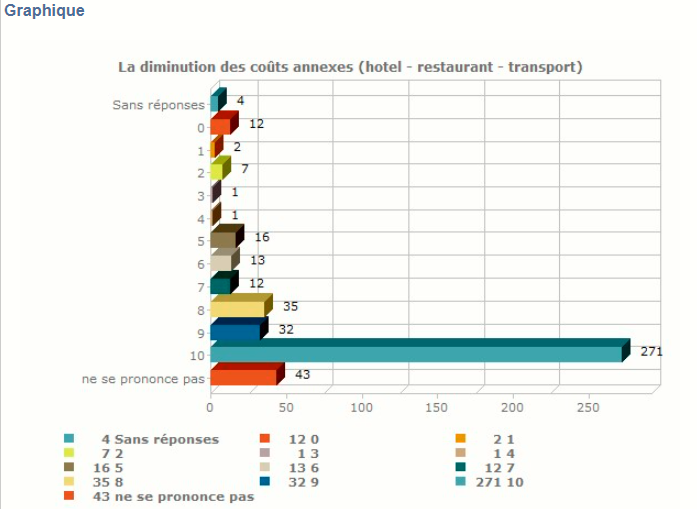 Graphique
La diminution des coûts annexes (hotel - restaurant - transport)
Sans réponses 4
0 12
1 2
2 7
3 1
4 1
5 16
6 13
7 12
8 35
9 32
10 271
ne se prononce pas 43
0 50 100 150 200 250
4 Sans réponses 12 0 2 1
7 2 1 3 1 4
16 5 13 6 12 7
35 8 32 9 271 10
43 ne se prononce pas